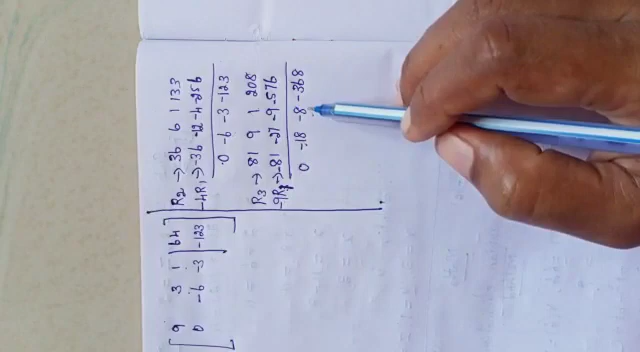 [ 9 3 1 | 64 ]
0 -6 -3 | -123
R2 → 36 6 1 133
-4R1 → -36 -12 -4 -256
0 -6 -3 -123
R3 → 81 9 1 208
-9R1 → -81 -27 -9 -576
0 -18 -8 -368